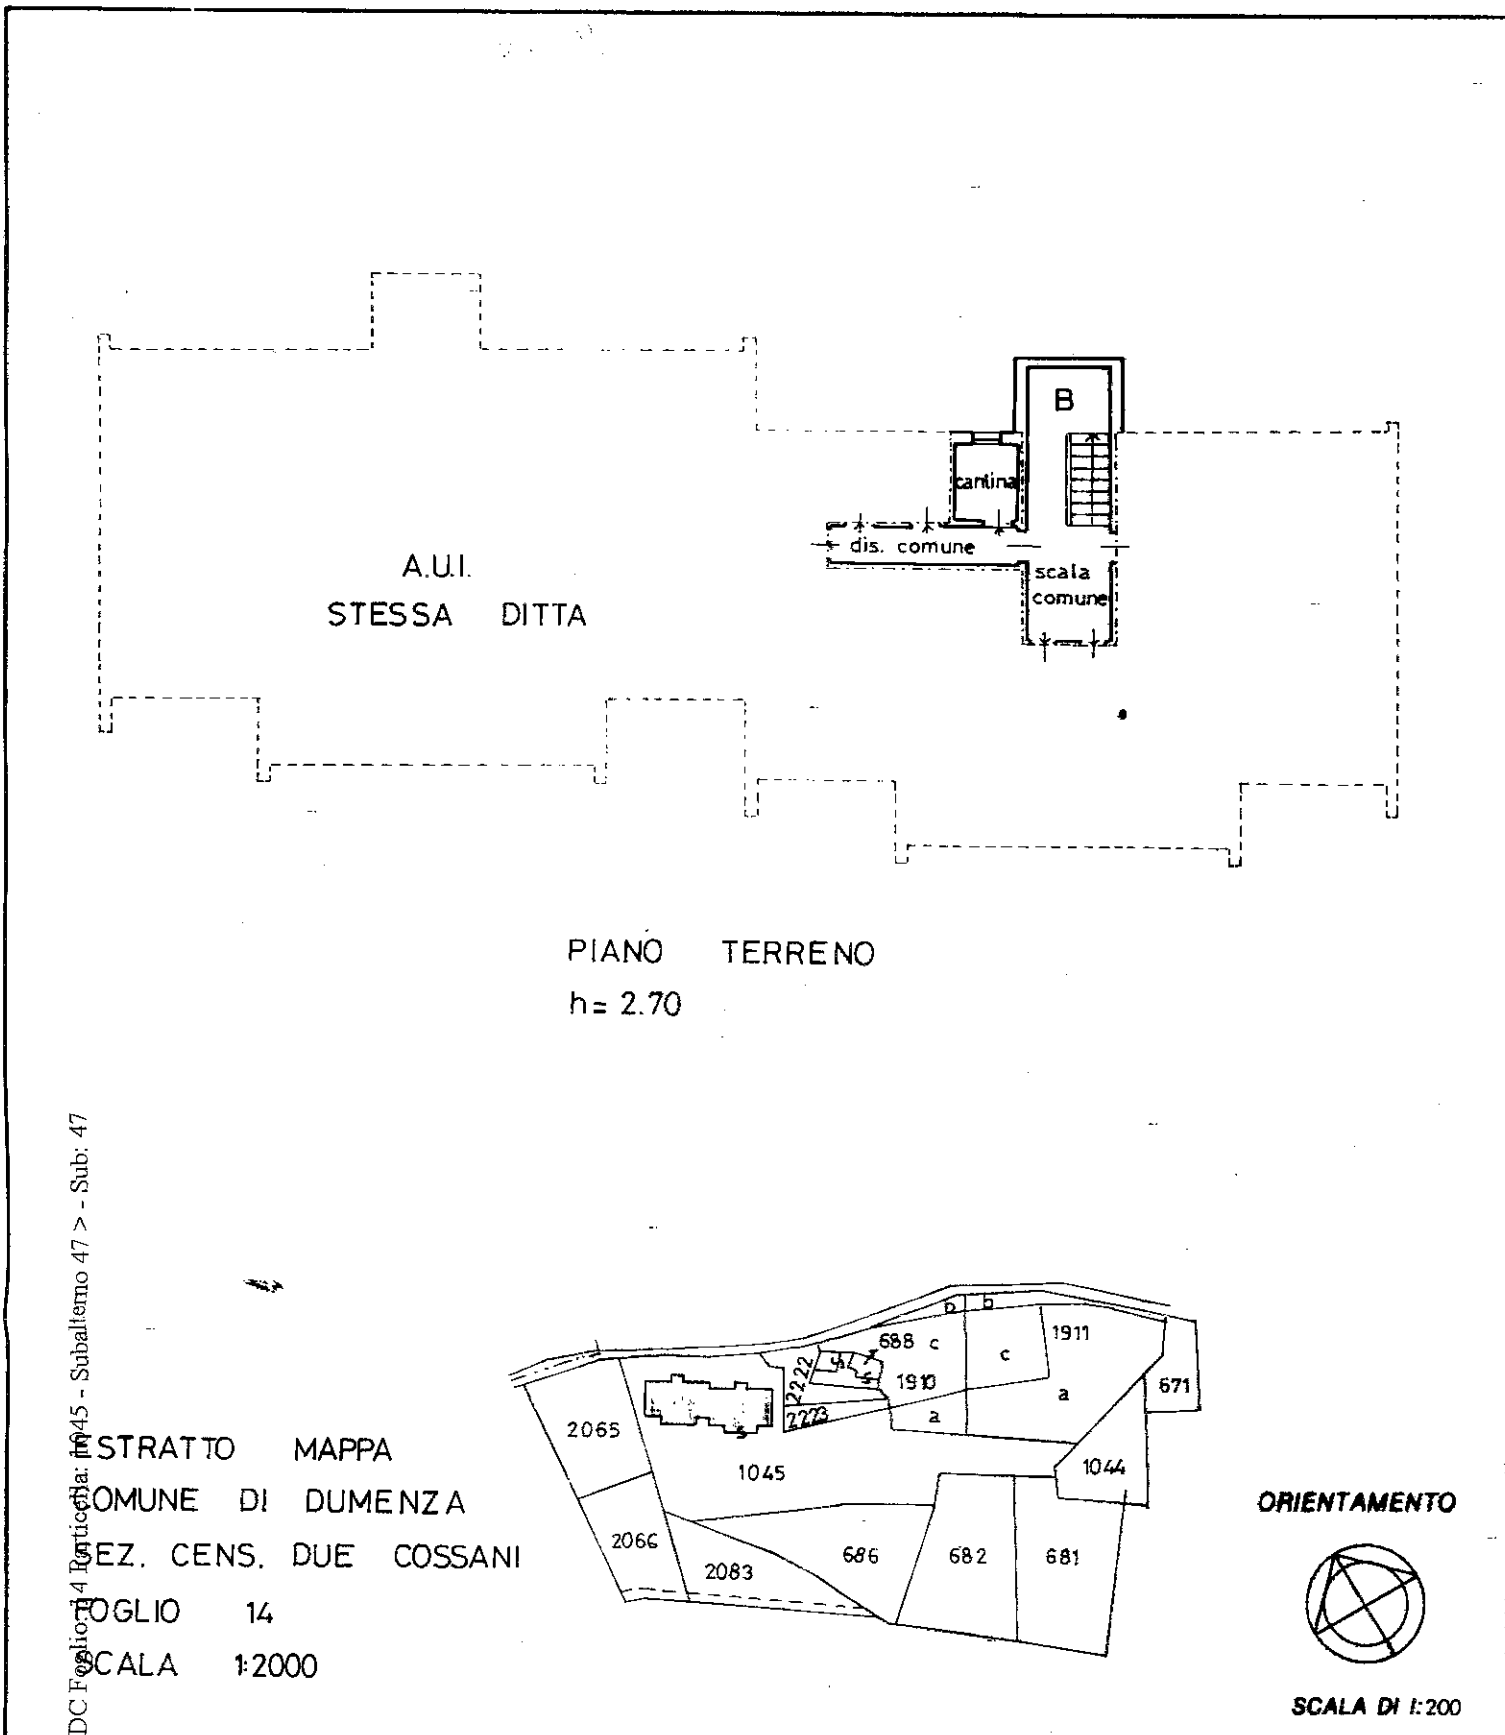 B
cantina
dis. comune
scala
comune
A.U.I.
STESSA DITTA
PIANO TERRENO
h= 2.70
ESTRATTO MAPPA
COMUNE DI DUMENZA
SEZ. CENS. DUE COSSANI
FOGLIO 14
SCALA 1:2000
b b
688 c
1911
c
2222
1910
671
a
2223
a
2065
s
1045
1044
2066
2083
686
682
681
ORIENTAMENTO
SCALA DI 1:200
DC Foglio: 14 Particella: 1045 - Subalterno 47 > - Sub: 47